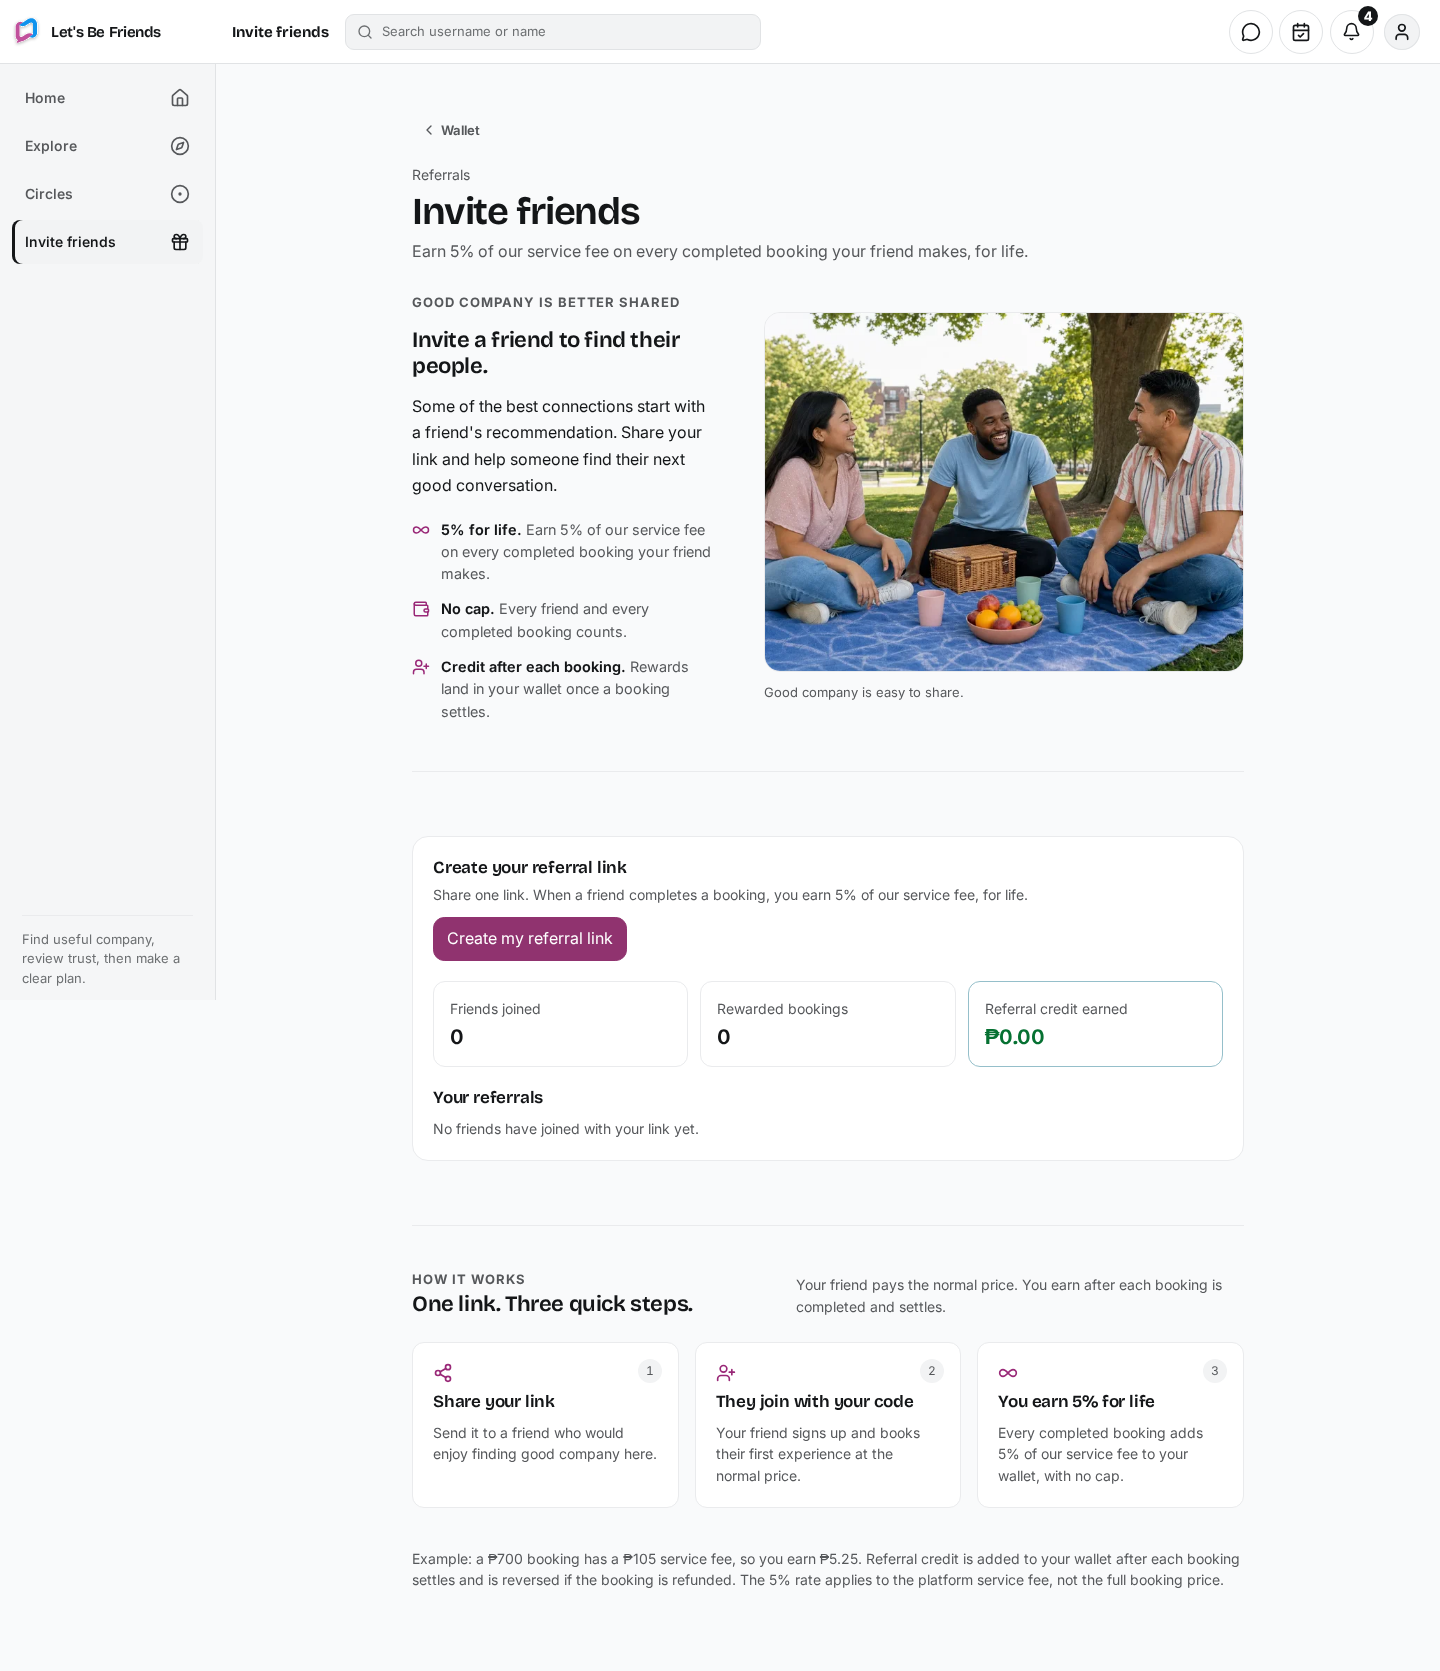 Let's Be Friends
Invite friends
Search username or name
4
Home
Explore
Circles
Invite friends
Find useful company,
review trust, then make a
clear plan.
Wallet
Referrals
Invite friends
Earn 5% of our service fee on every completed booking your friend makes, for life.
GOOD COMPANY IS BETTER SHARED
Invite a friend to find their
people.
Some of the best connections start with
a friend's recommendation. Share your
link and help someone find their next
good conversation.
5% for life. Earn 5% of our service fee
on every completed booking your friend
makes.
No cap. Every friend and every
completed booking counts.
Credit after each booking. Rewards
land in your wallet once a booking
settles.
Good company is easy to share.
Create your referral link
Share one link. When a friend completes a booking, you earn 5% of our service fee, for life.
Create my referral link
Friends joined
0
Rewarded bookings
0
Referral credit earned
₱0.00
Your referrals
No friends have joined with your link yet.
HOW IT WORKS
One link. Three quick steps.
Your friend pays the normal price. You earn after each booking is
completed and settles.
1
Share your link
Send it to a friend who would
enjoy finding good company here.
2
They join with your code
Your friend signs up and books
their first experience at the
normal price.
3
You earn 5% for life
Every completed booking adds
5% of our service fee to your
wallet, with no cap.
Example: a ₱700 booking has a ₱105 service fee, so you earn ₱5.25. Referral credit is added to your wallet after each booking
settles and is reversed if the booking is refunded. The 5% rate applies to the platform service fee, not the full booking price.